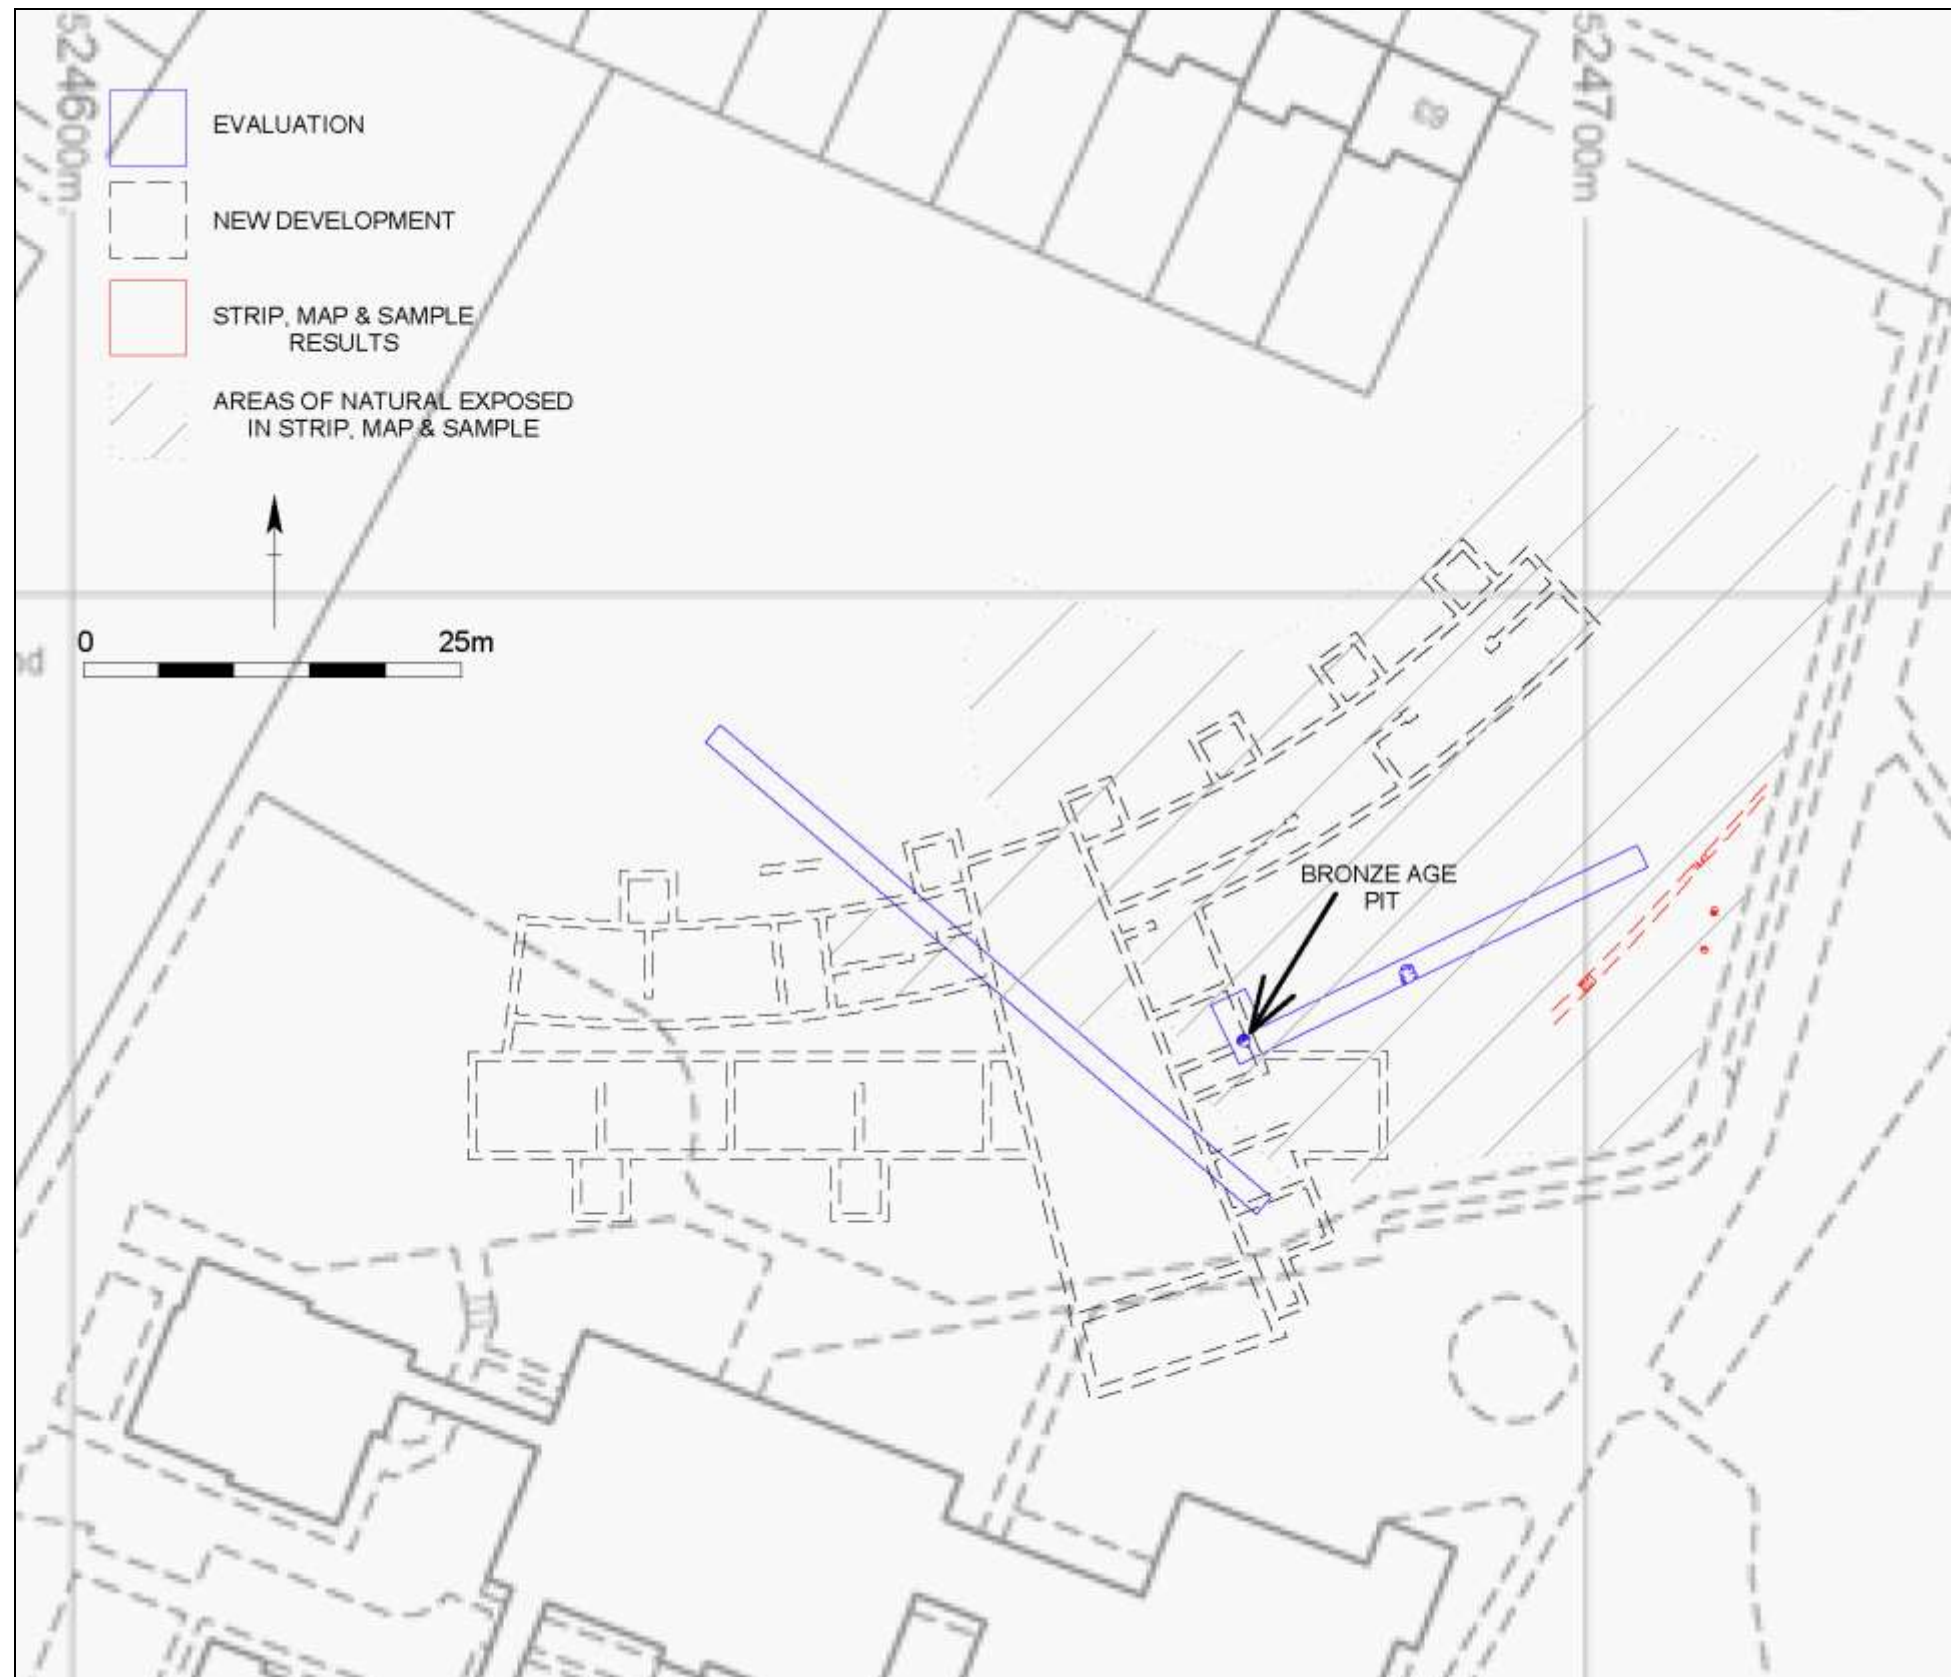 524600m.
524700m
EVALUATION
NEW DEVELOPMENT
STRIP, MAP & SAMPLE
RESULTS
AREAS OF NATURAL EXPOSED
IN STRIP, MAP & SAMPLE
0 25m
BRONZE AGE
PIT